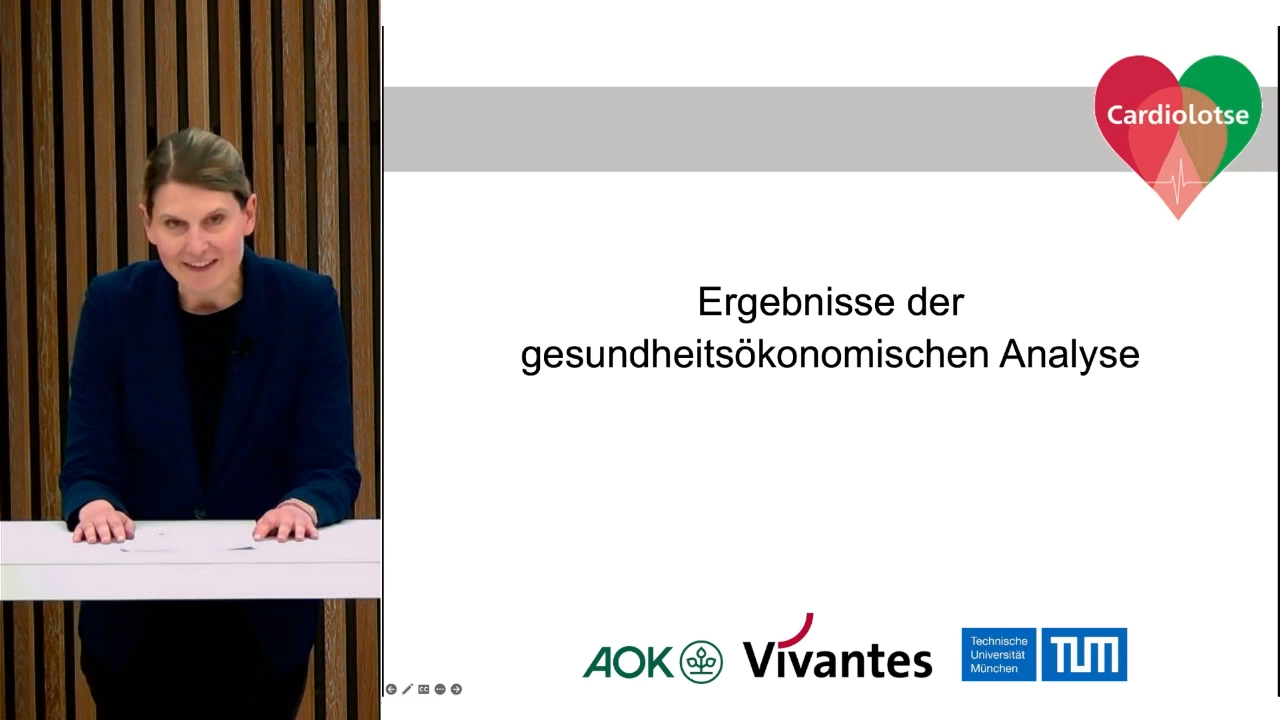 Cardiolotse
Ergebnisse der
gesundheitsökonomischen Analyse
AOK
Vivantes
Technische
Universität
München
TUM